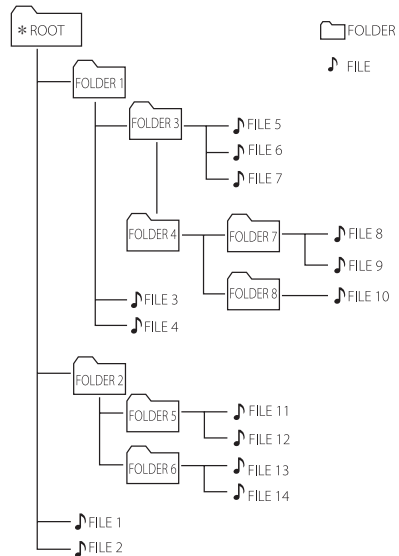 * ROOT
FOLDER
FILE
FOLDER 1
FOLDER 3
FILE 5
FILE 6
FILE 7
FOLDER 4
FOLDER 7
FILE 8
FILE 9
FOLDER 8
FILE 10
FILE 3
FILE 4
FOLDER 2
FOLDER 5
FILE 11
FILE 12
FOLDER 6
FILE 13
FILE 14
FILE 1
FILE 2